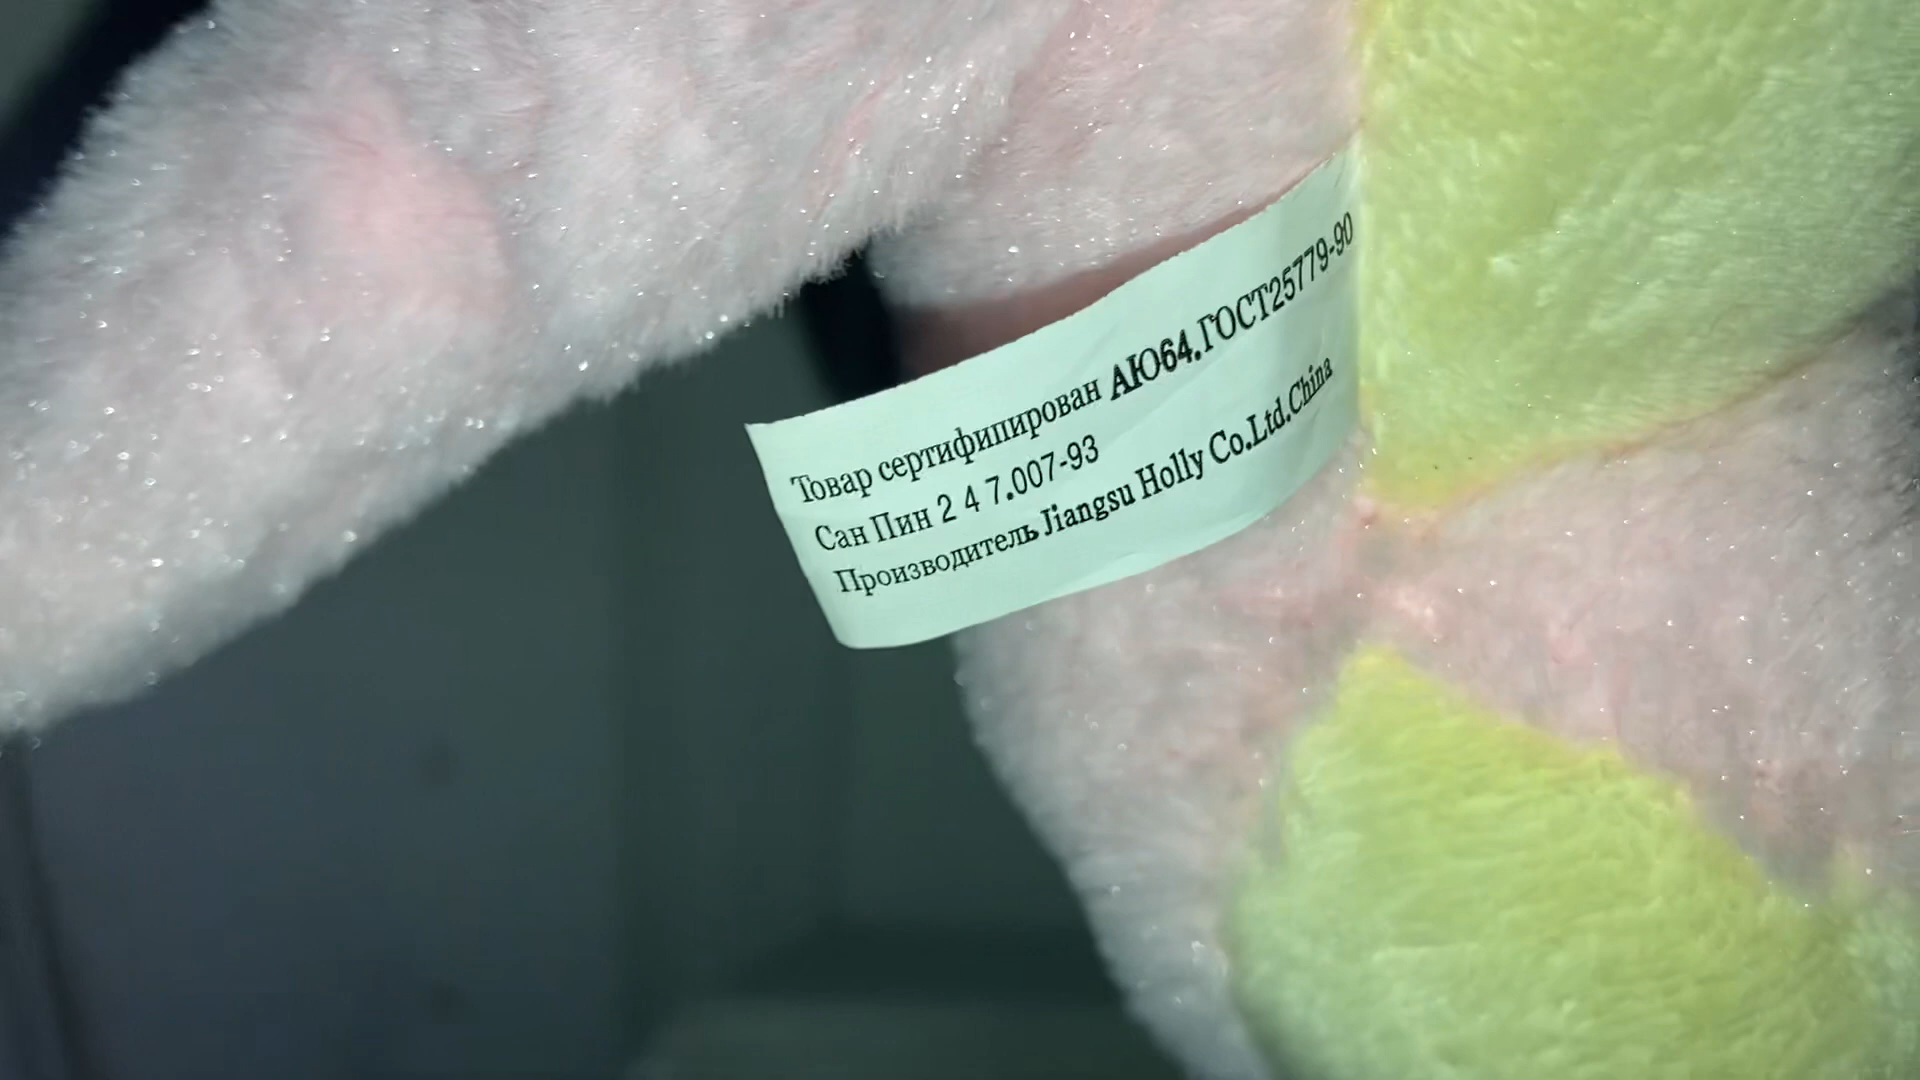 Товар сертифипирован АЮ64.ГОСТ25779-90
Сан Пин 2 4 7.007-93
Производитель Jiangsu Holly Co.Ltd.China